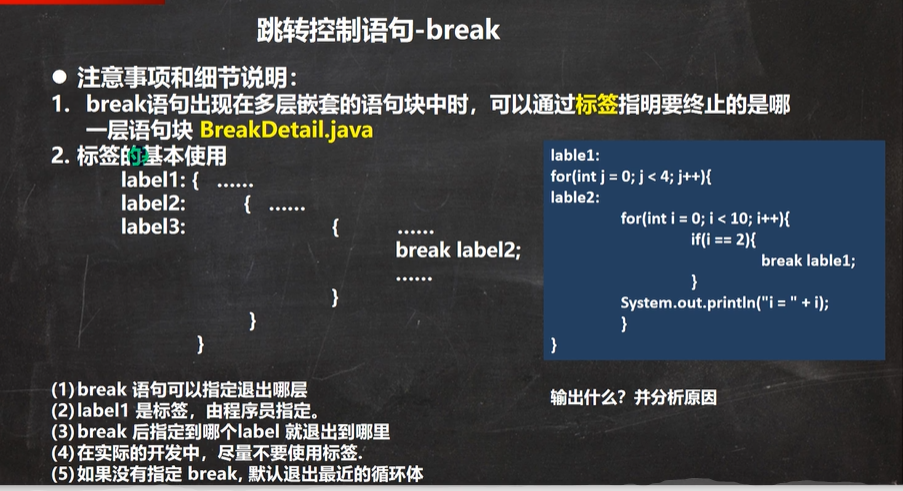 跳转控制语句-break
● 注意事项和细节说明：
1. break语句出现在多层嵌套的语句块中时，可以通过标签指明要终止的是哪
一层语句块 BreakDetail.java
2. 标签的基本使用
label1: { ……
label2: { ……
label3: { ……
break label2;
……
}
}
}
(1)break 语句可以指定退出哪层
(2)label1 是标签，由程序员指定。
(3)break 后指定到哪个label 就退出到哪里
(4)在实际的开发中，尽量不要使用标签.
(5)如果没有指定 break, 默认退出最近的循环体
lable1:
for(int j = 0; j < 4; j++){
lable2:
for(int i = 0; i < 10; i++){
if(i == 2){
break lable1;
}
System.out.println("i = " + i);
}
}
输出什么？并分析原因